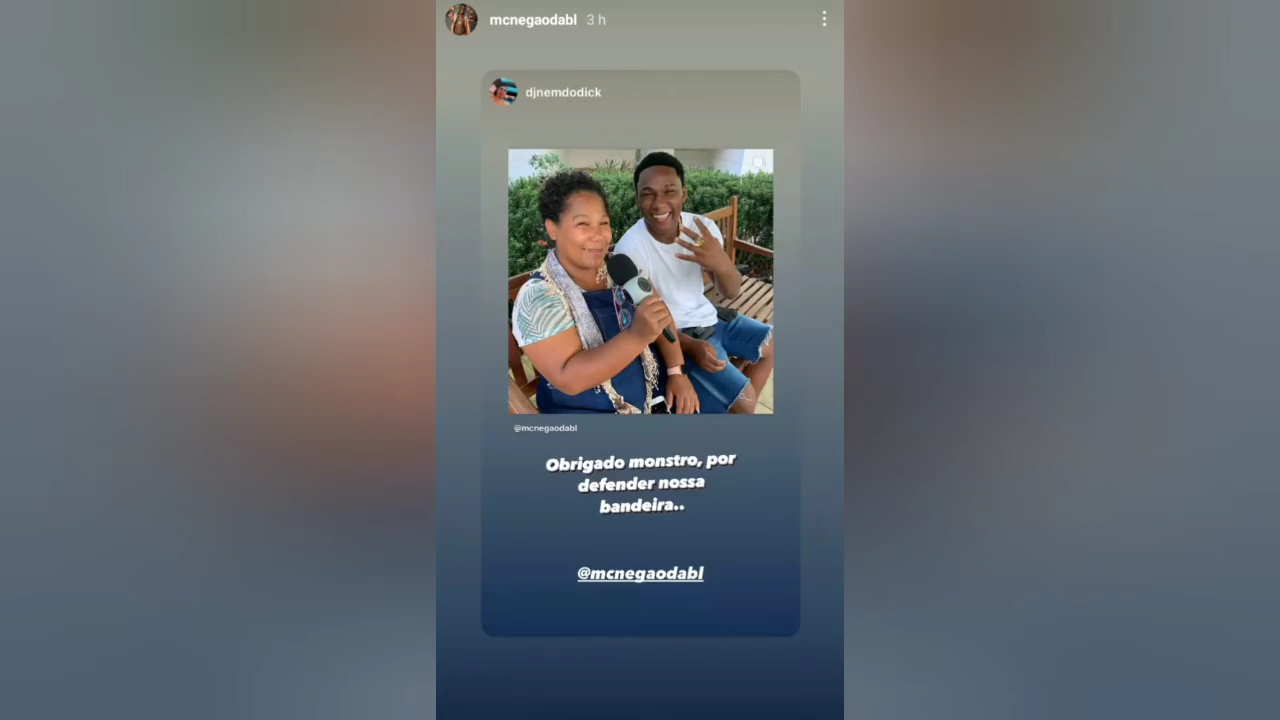 mcnegaodabl 3 h
djnemdodick
@mcnegaodabl
Obrigado monstro, por
defender nossa
bandeira..
@mcnegaodabl